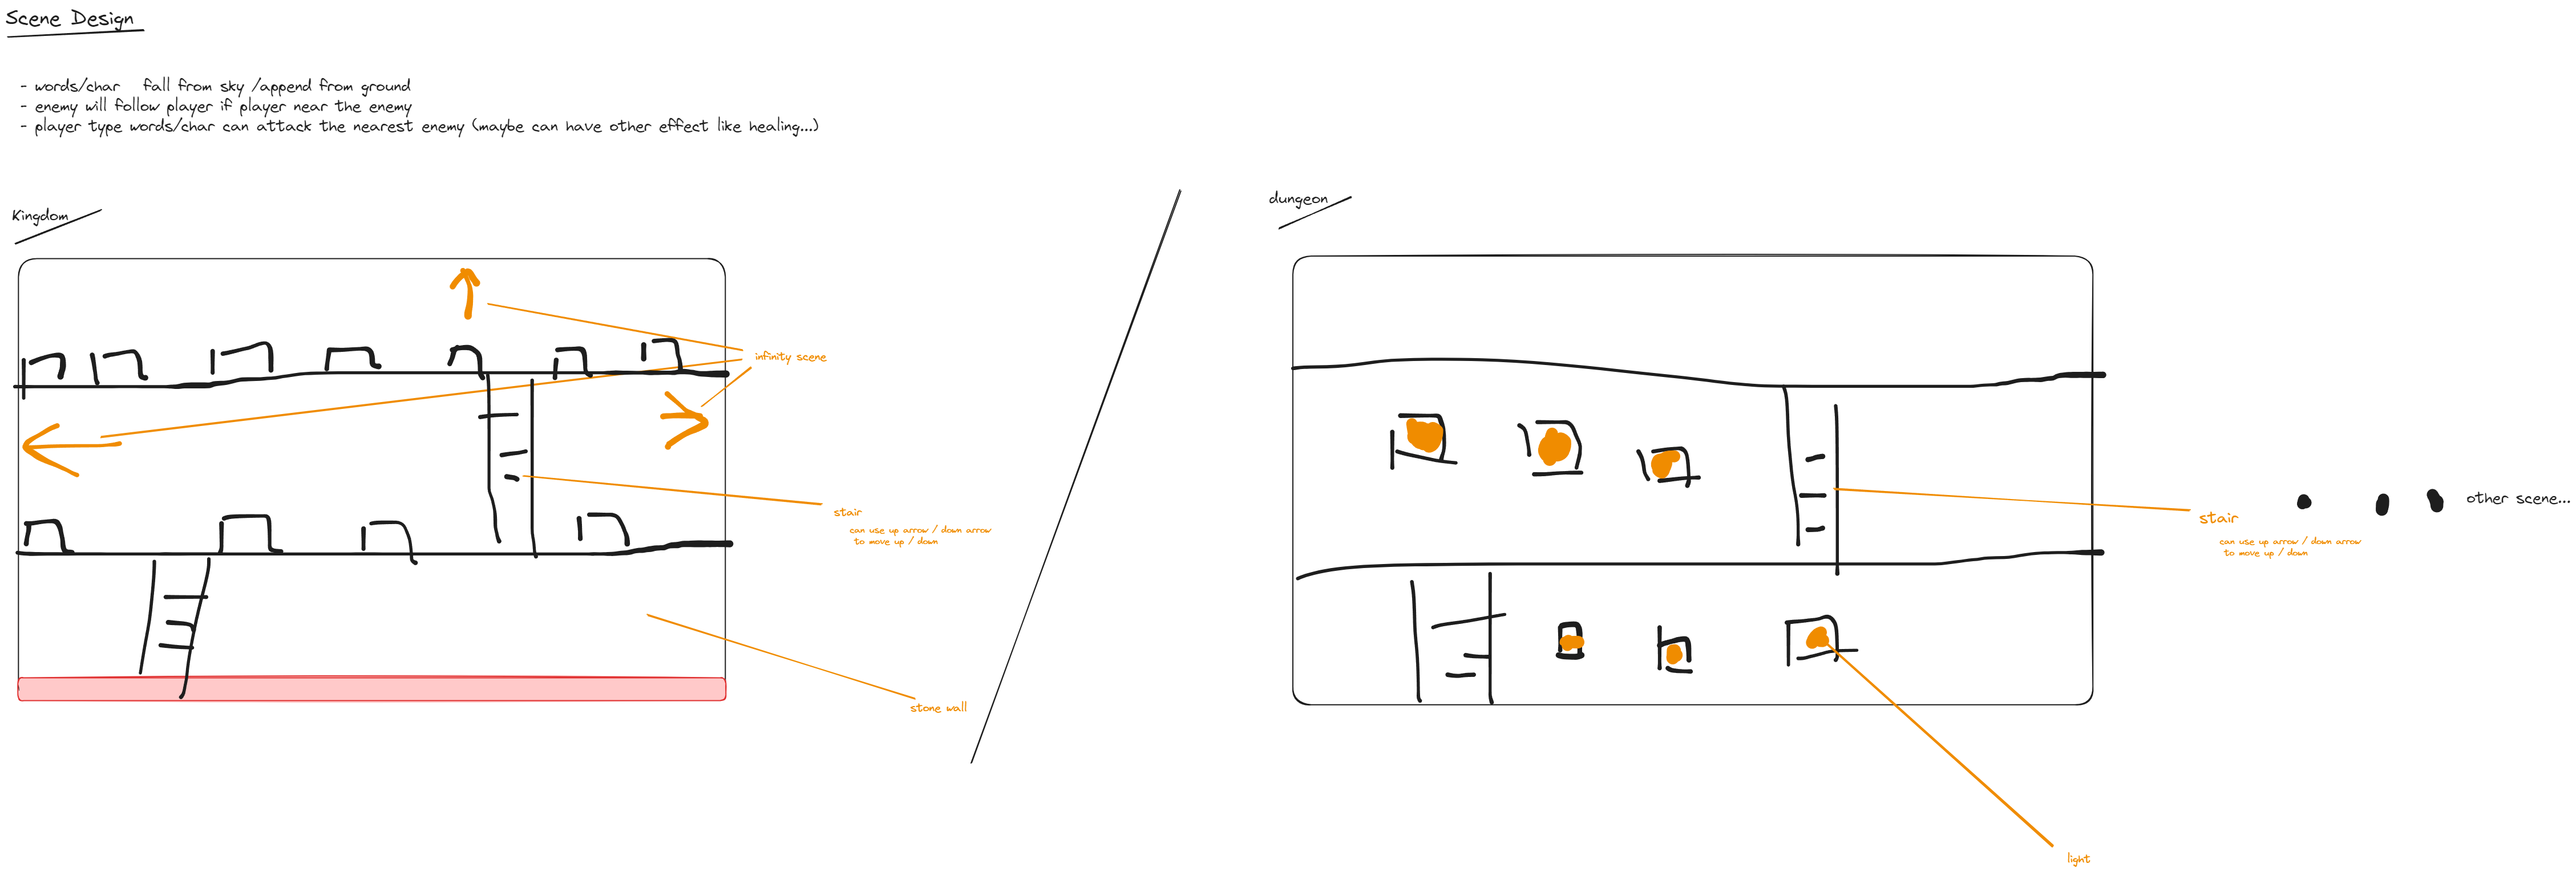 Scene Design
- words/char fall from sky /append from ground
- enemy will follow player if player near the enemy
- player type words/char can attack the nearest enemy (maybe can have other effect like healing...)
Kingdom
infinity scene
stair
can use up arrow / down arrow
to move up / down
stone wall
dungeon
stair
can use up arrow / down arrow
to move up / down
light
other scene...